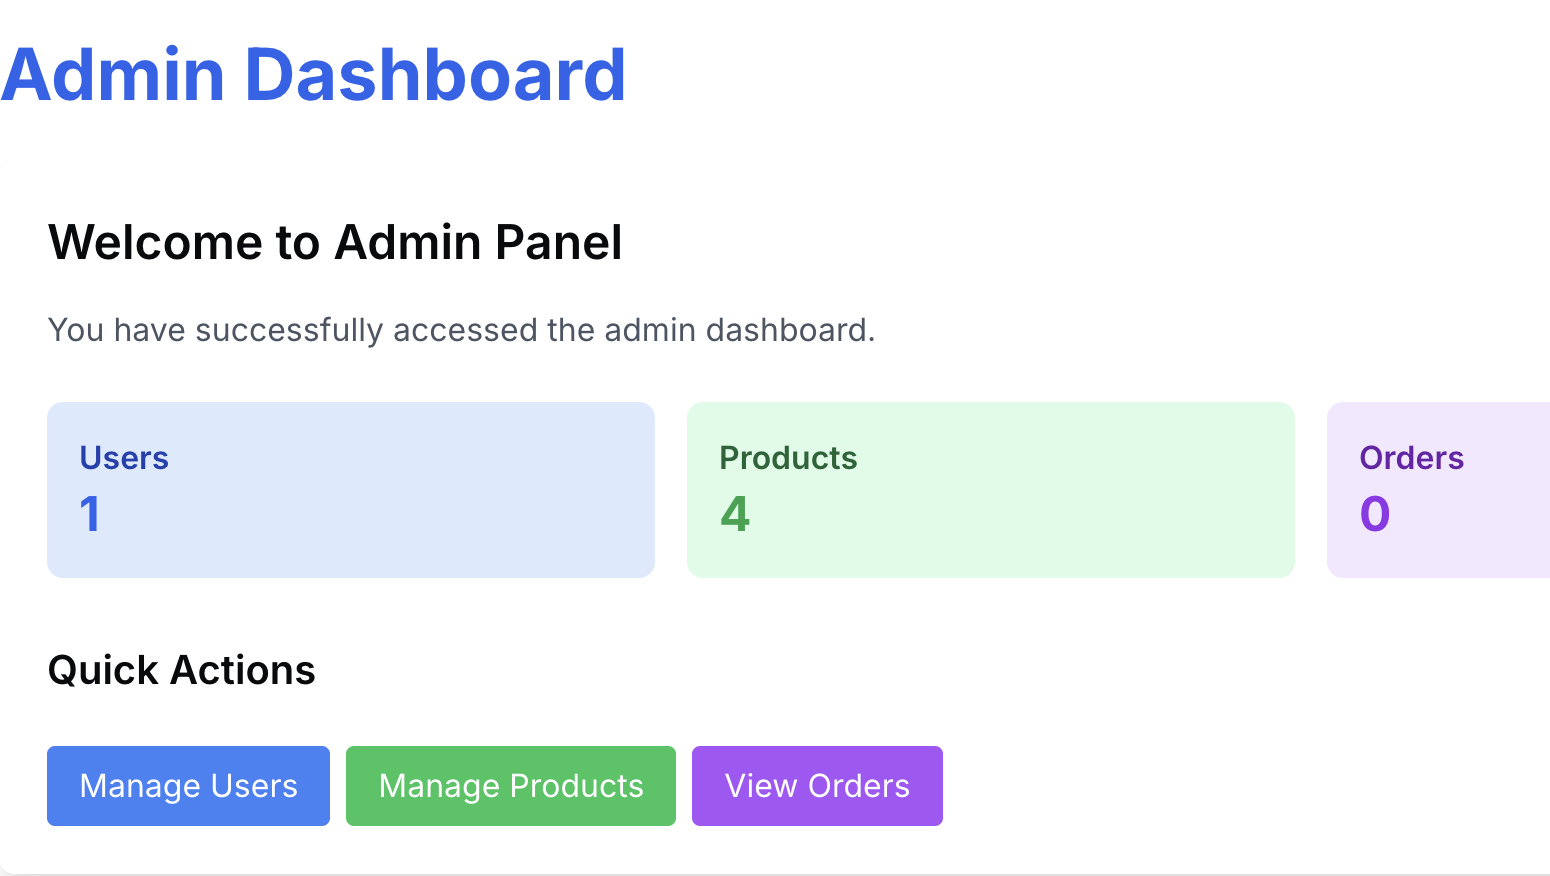 Admin Dashboard
Welcome to Admin Panel
You have successfully accessed the admin dashboard.
Users
1
Products
4
Orders
0
Quick Actions
Manage Users
Manage Products
View Orders